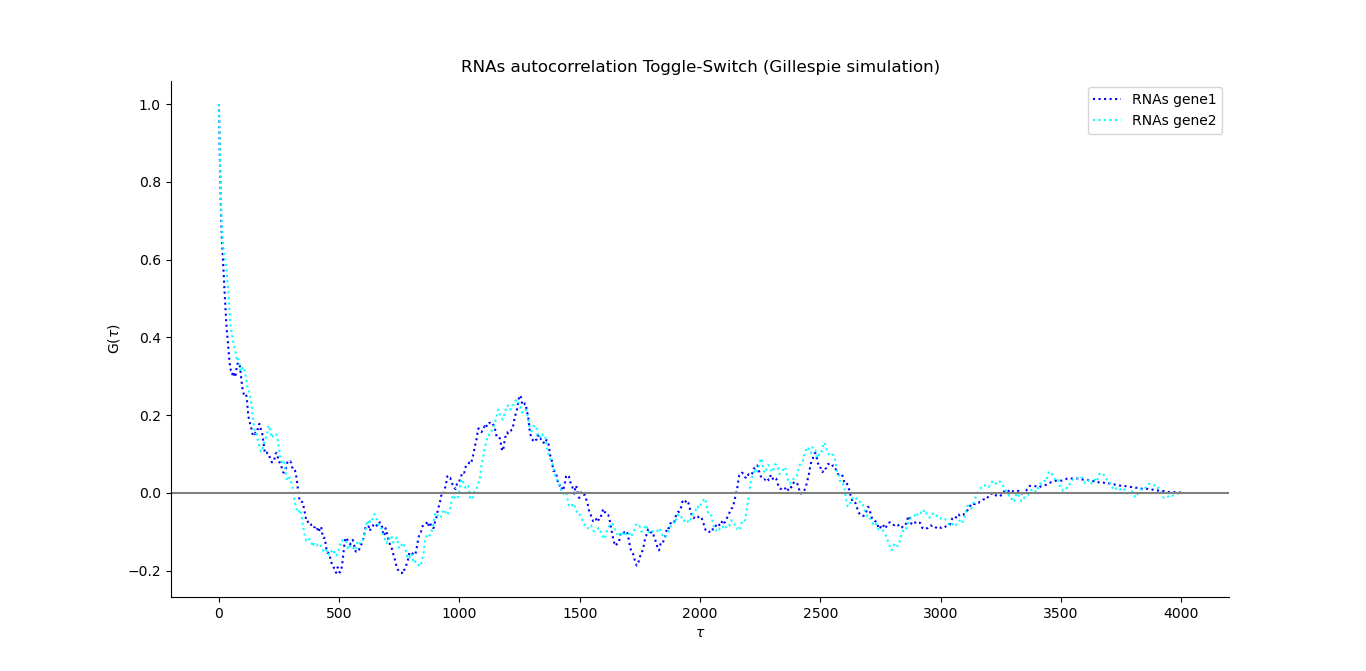 RNAs autocorrelation Toggle-Switch (Gillespie simulation)
RNAs gene1
RNAs gene2
G(τ)
1.0
0.8
0.6
0.4
0.2
0.0
−0.2
0 500 1000 1500 2000 2500 3000 3500 4000
τ